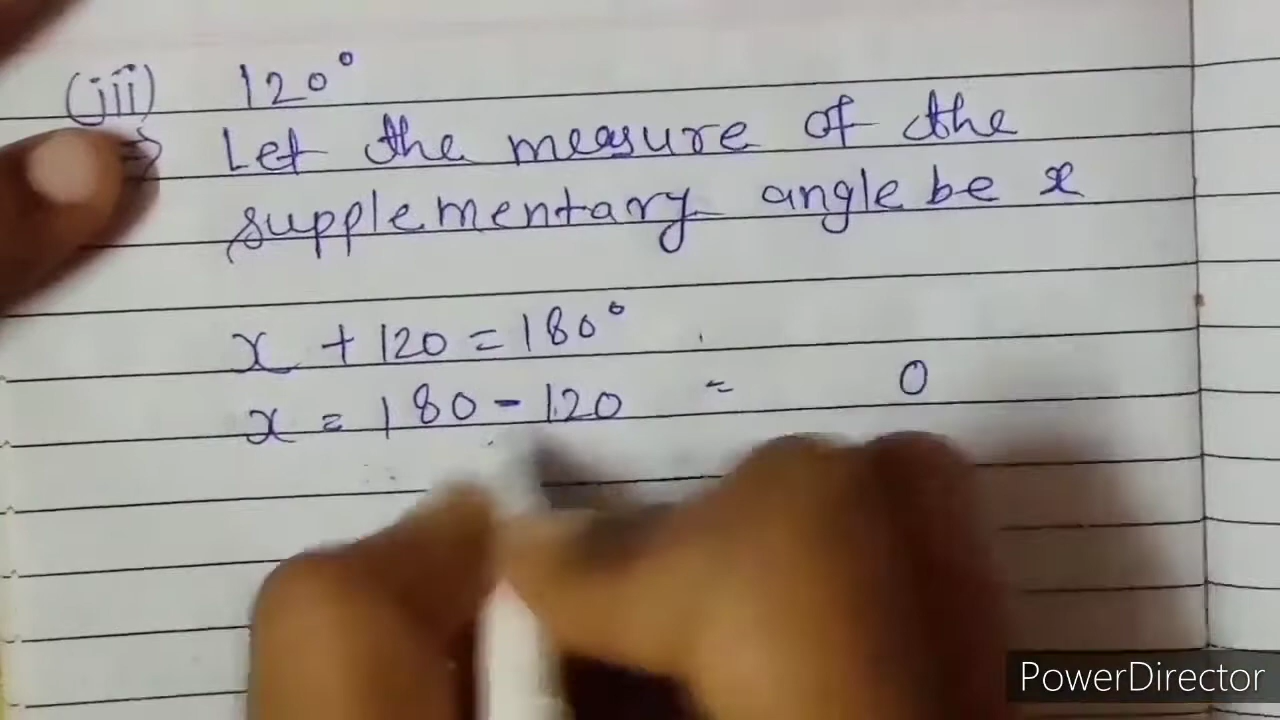 (iii) 120°
⇒ Let the measure of the
supplementary angle be x
x + 120 = 180°
x = 180 - 120 = 0
PowerDirector